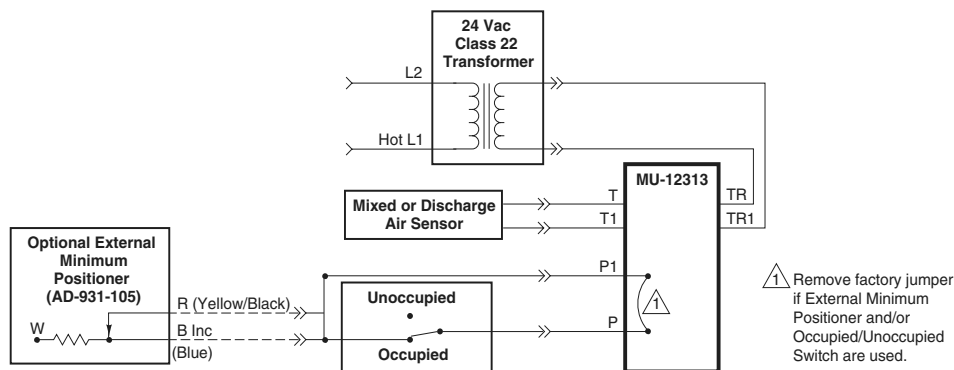 24 Vac
Class 22
Transformer
L2
Hot L1
MU-12313
Mixed or Discharge
Air Sensor
T
T1
TR
TR1
Optional External
Minimum
Positioner
(AD-931-105)
W
R (Yellow/Black)
B Inc
(Blue)
Unoccupied
Occupied
P1
P
1
1 Remove factory jumper
if External Minimum
Positioner and/or
Occupied/Unoccupied
Switch are used.